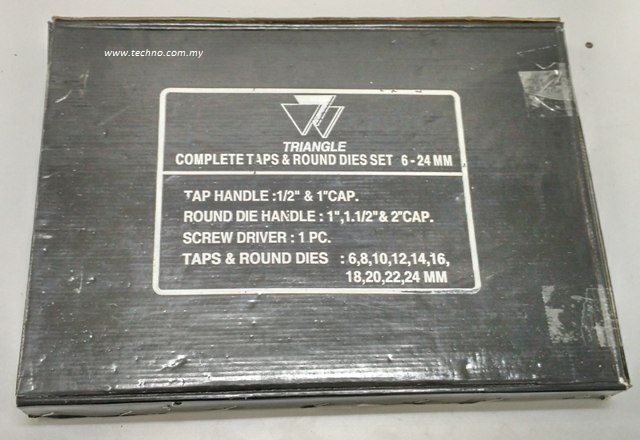 www.techno.com.my
TRIANGLE
COMPLETE TAPS & ROUND DIES SET 6-24 MM
TAP HANDLE :1/2" & 1"CAP.
ROUND DIE HANDLE : 1",1.1/2"& 2"CAP.
SCREW DRIVER : 1 PC.
TAPS & ROUND DIES : 6,8,10,12,14,16,
18,20,22,24 MM